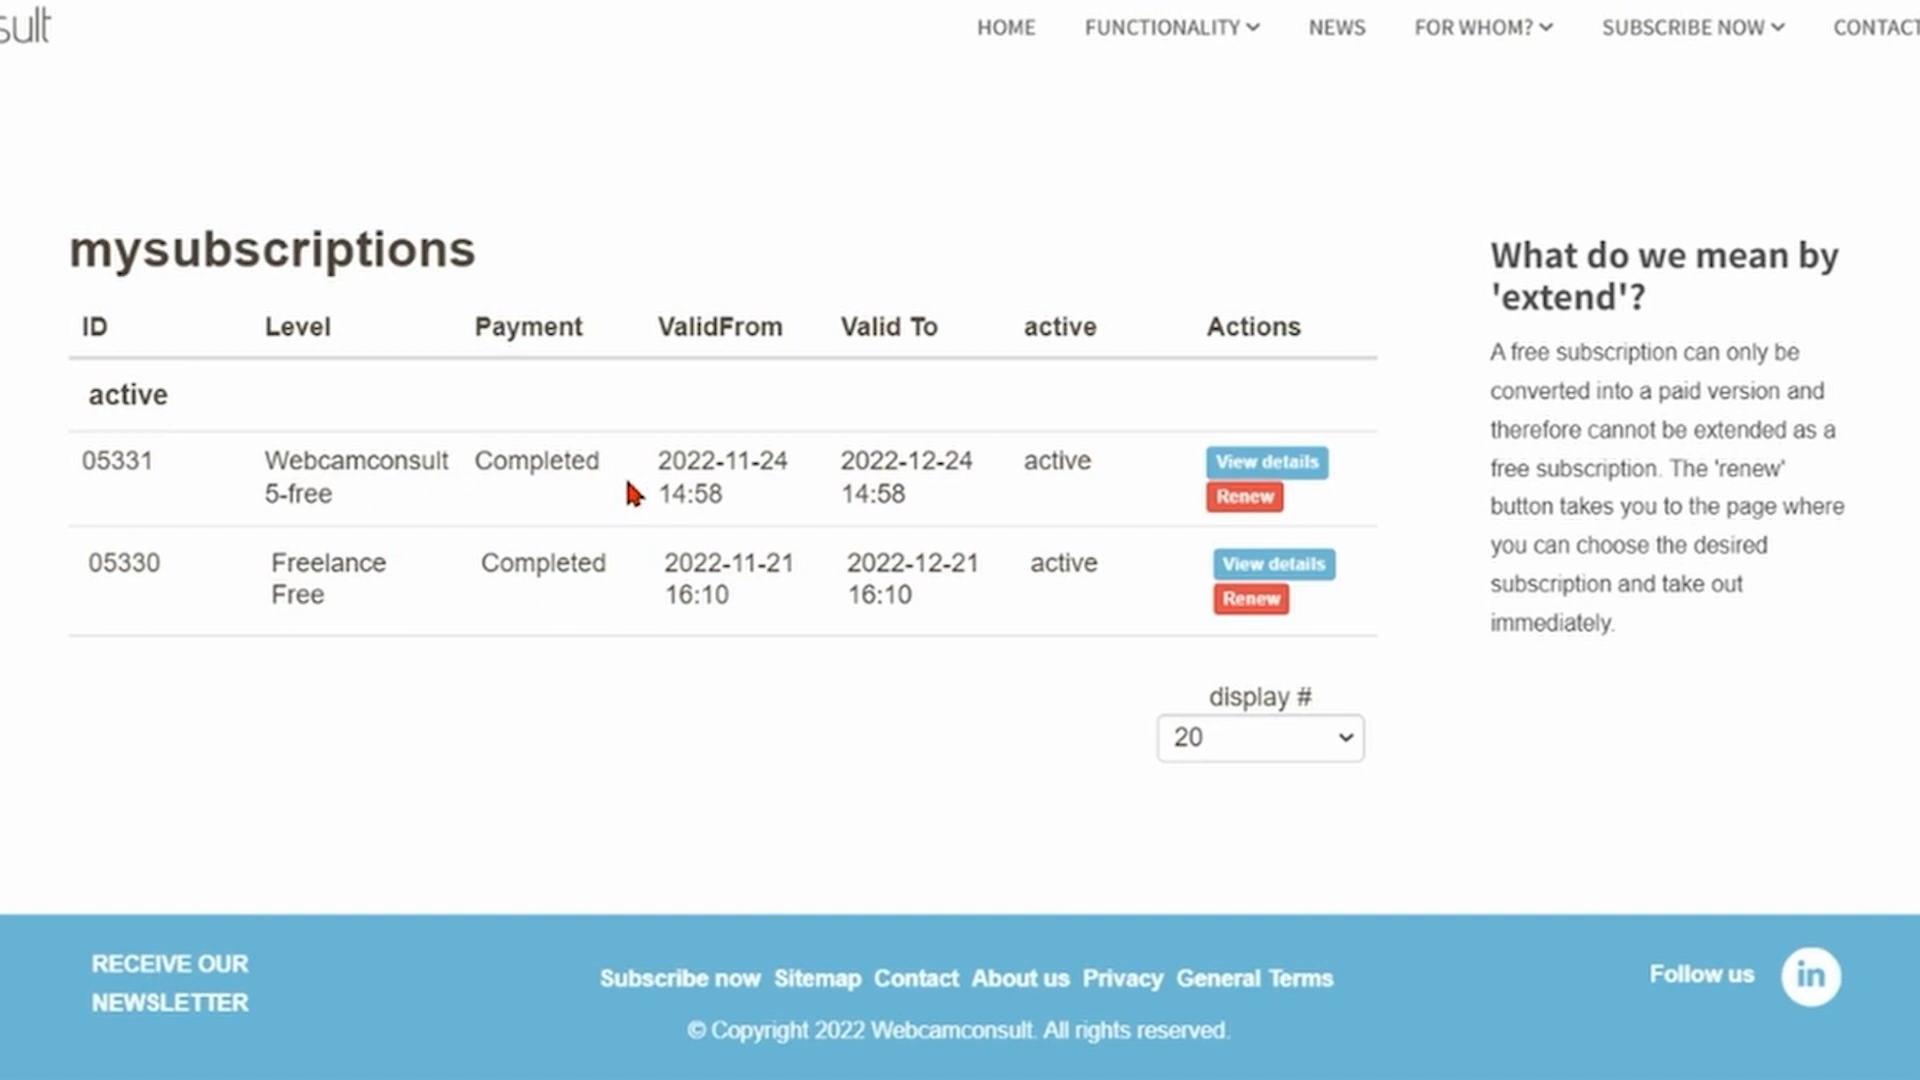 sult
HOME FUNCTIONALITY NEWS FOR WHOM? SUBSCRIBE NOW CONTACT
mysubscriptions
ID Level Payment ValidFrom Valid To active Actions
active
05331 Webcamconsult Completed 2022-11-24 2022-12-24 active View details
5-free 14:58 14:58 Renew
05330 Freelance Completed 2022-11-21 2022-12-21 active View details
Free 16:10 16:10 Renew
display #
20
What do we mean by
'extend'?
A free subscription can only be
converted into a paid version and
therefore cannot be extended as a
free subscription. The 'renew'
button takes you to the page where
you can choose the desired
subscription and take out
immediately.
RECEIVE OUR
NEWSLETTER
Subscribe now Sitemap Contact About us Privacy General Terms
© Copyright 2022 Webcamconsult. All rights reserved.
Follow us in